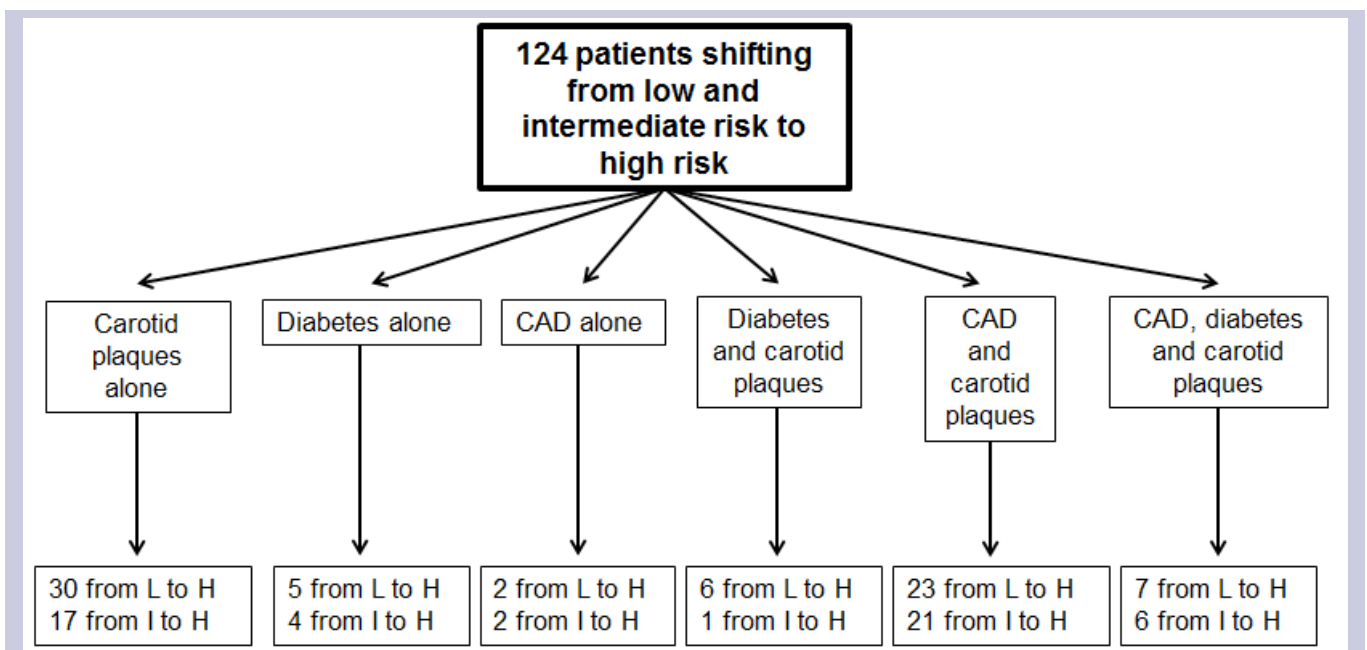 124 patients shifting
from low and
intermediate risk to
high risk
Carotid
plaques
alone
Diabetes alone
CAD alone
Diabetes
and carotid
plaques
CAD
and
carotid
plaques
CAD, diabetes
and carotid
plaques
30 from L to H
17 from I to H
5 from L to H
4 from I to H
2 from L to H
2 from I to H
6 from L to H
1 from I to H
23 from L to H
21 from I to H
7 from L to H
6 from I to H